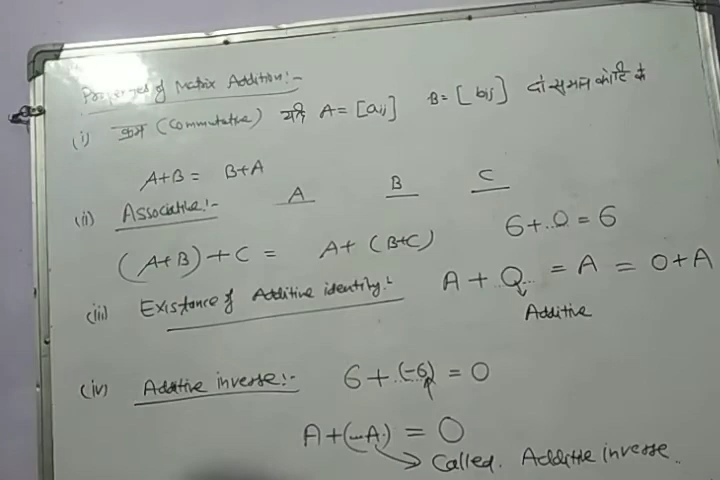 Properties of Matrix Addition:-
(i) क्रम (Commutative) यदि A = [aij] B = [bij] दो समान कोटि के
A+B = B+A
(ii) Associative:- A B C
(A+B)+C = A+(B+C) 6+0=6
(iii) Existance of Additive identity:- A + O = A = O+A
Additive
(iv) Additive inverse:- 6+(-6) = 0
A+(-A) = O
Called. Additive inverse.